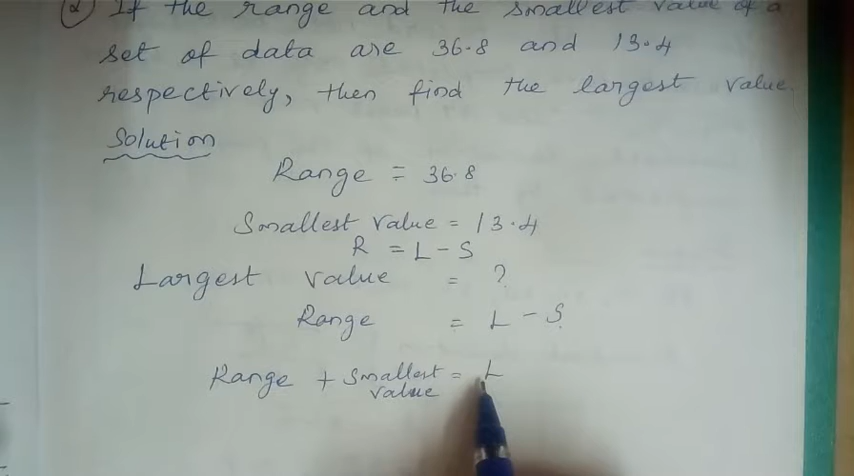 (2) If the range and the smallest value of a
set of data are 36.8 and 13.4
respectively, then find the largest value.
Solution
Range = 36.8
Smallest value = 13.4
R = L - S
Largest value = ?
Range = L - S
Range + Smallest value = L